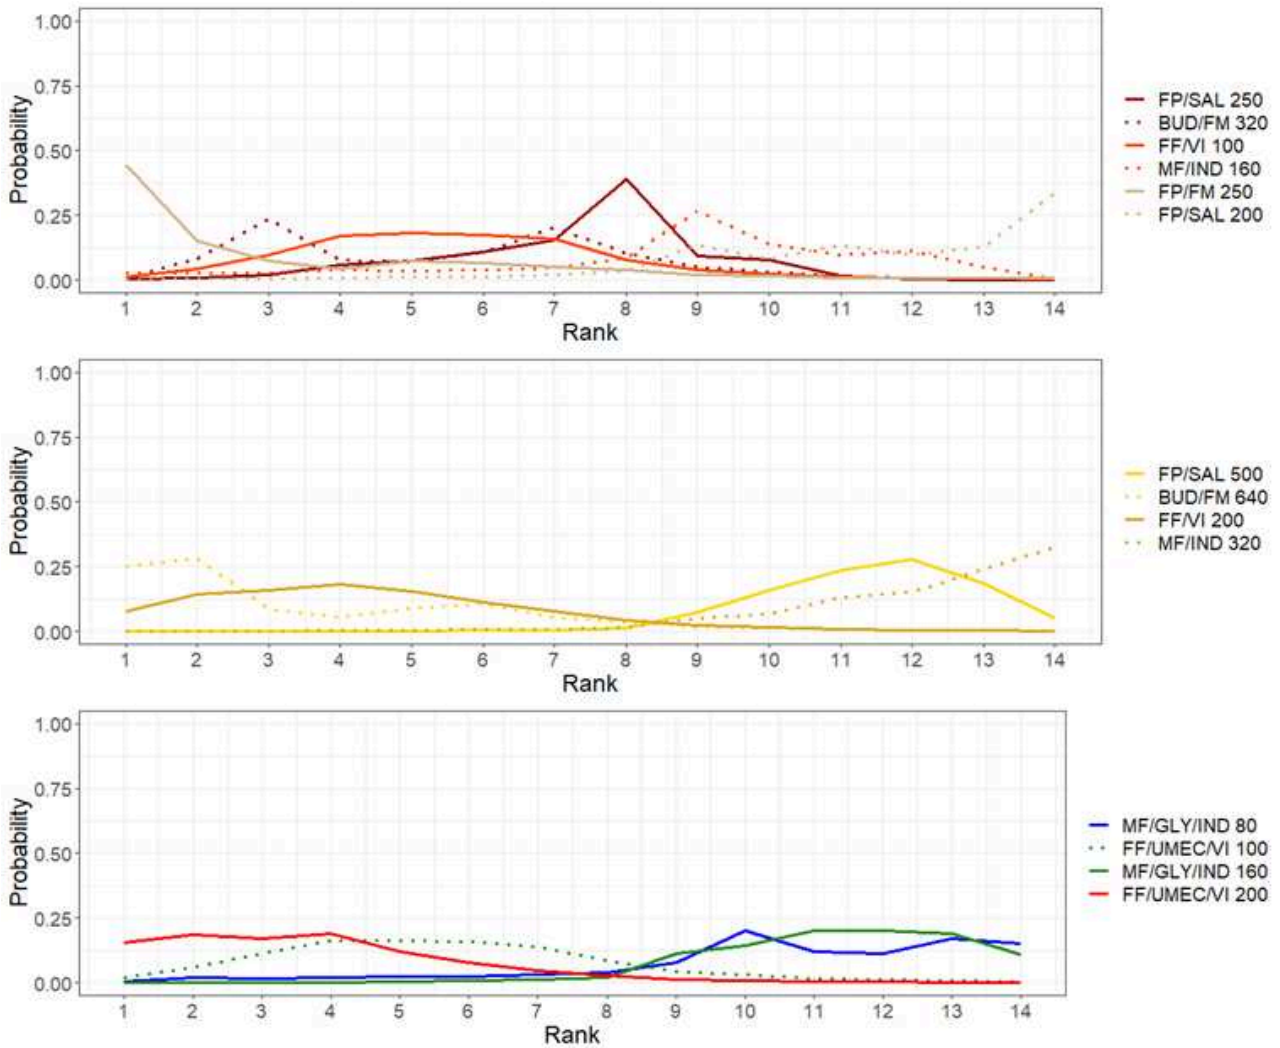 1.00
0.75
0.50
0.25
0.00
Probability
1 2 3 4 5 6 7 8 9 10 11 12 13 14
Rank
FP/SAL 250
BUD/FM 320
FF/VI 100
MF/IND 160
FP/FM 250
FP/SAL 200
1.00
0.75
0.50
0.25
0.00
Probability
1 2 3 4 5 6 7 8 9 10 11 12 13 14
Rank
FP/SAL 500
BUD/FM 640
FF/VI 200
MF/IND 320
1.00
0.75
0.50
0.25
0.00
Probability
1 2 3 4 5 6 7 8 9 10 11 12 13 14
Rank
MF/GLY/IND 80
FF/UMEC/VI 100
MF/GLY/IND 160
FF/UMEC/VI 200